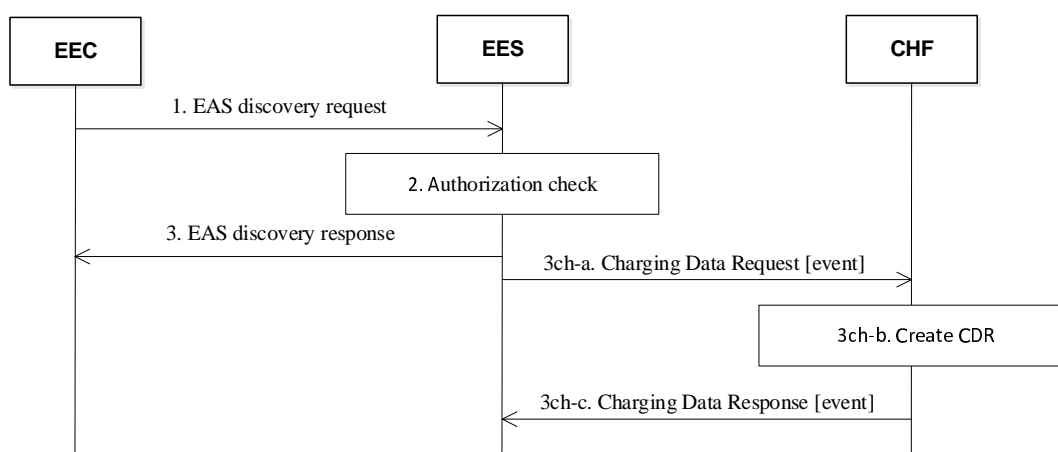 EEC
EES
CHF
1. EAS discovery request
2. Authorization check
3. EAS discovery response
3ch-a. Charging Data Request [event]
3ch-b. Create CDR
3ch-c. Charging Data Response [event]